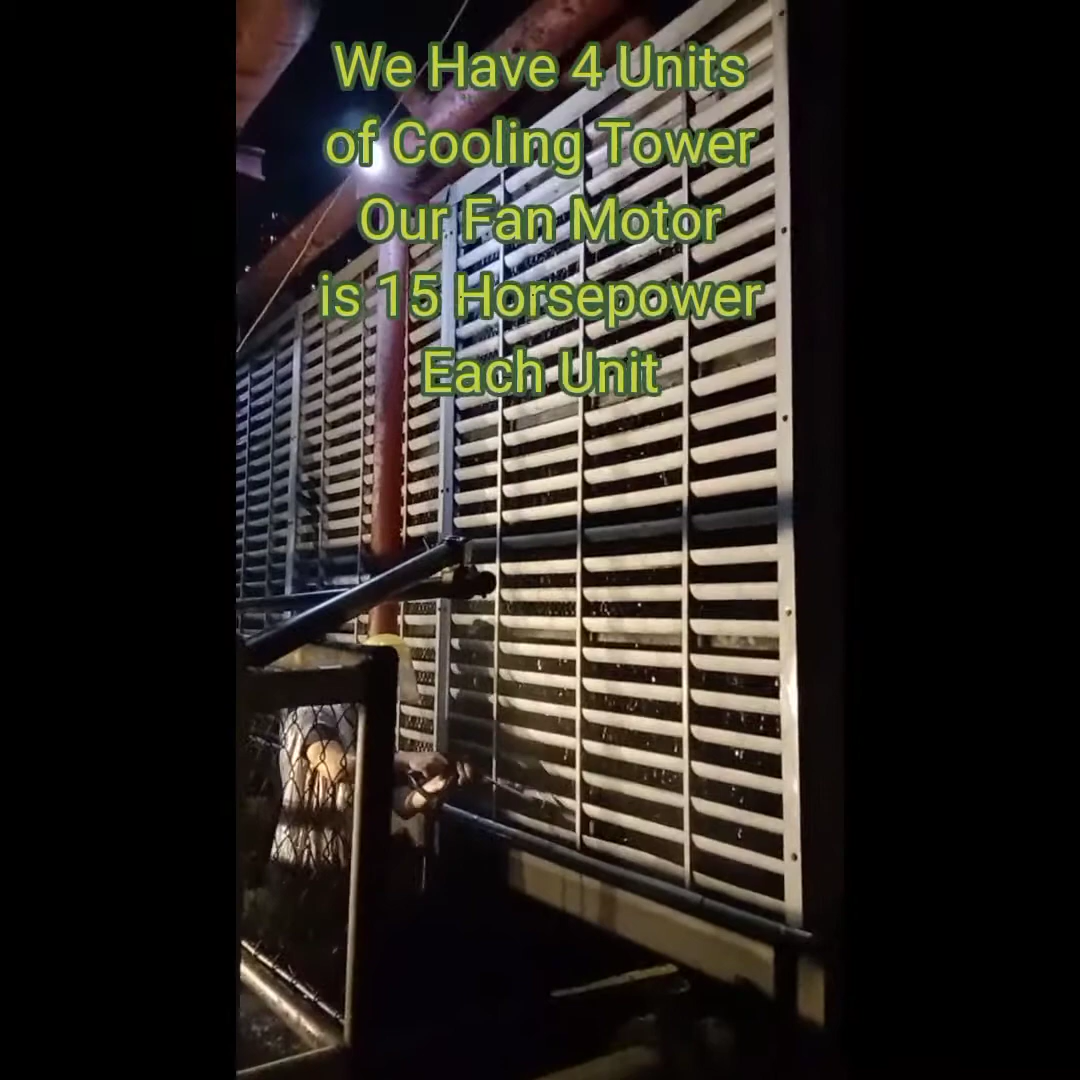 We Have 4 Units
of Cooling Tower
Our Fan Motor
is 15 Horsepower
Each Unit